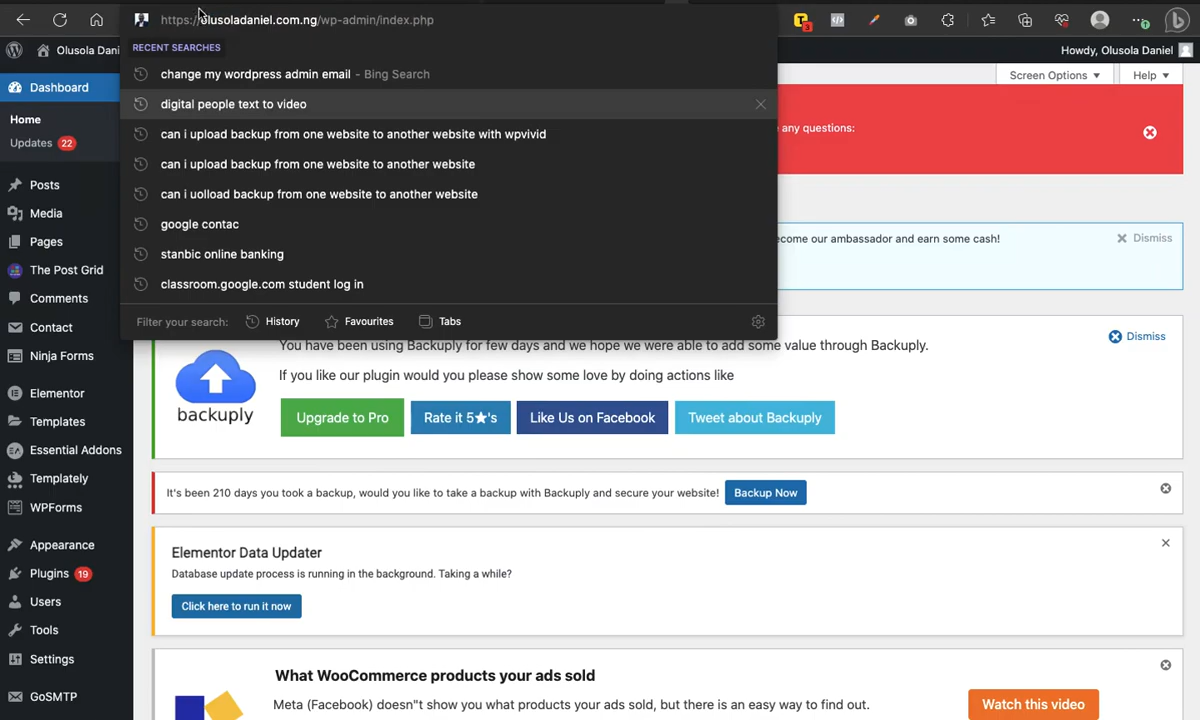 https://olusoladaniel.com.ng/wp-admin/index.php
T
3
b
Olusola Dani
Howdy, Olusola Daniel
RECENT SEARCHES
change my wordpress admin email - Bing Search
digital people text to video
can i upload backup from one website to another website with wpvivid
can i upload backup from one website to another website
can i uolload backup from one website to another website
google contac
stanbic online banking
classroom.google.com student log in
Filter your search:
History
Favourites
Tabs
Screen Options ▼
Help ▼
any questions:
ecome our ambassador and earn some cash!
Dismiss
Dashboard
Home
Updates 22
Posts
Media
Pages
The Post Grid
Comments
Contact
Ninja Forms
Elementor
Templates
Essential Addons
Templately
WPForms
Appearance
Plugins 19
Users
Tools
Settings
GoSMTP
backuply
You have been using Backuply for few days and we hope we were able to add some value through Backuply.
Dismiss
If you like our plugin would you please show some love by doing actions like
Upgrade to Pro
Rate it 5★'s
Like Us on Facebook
Tweet about Backuply
It's been 210 days you took a backup, would you like to take a backup with Backuply and secure your website!
Backup Now
Elementor Data Updater
Database update process is running in the background. Taking a while?
Click here to run it now
What WooCommerce products your ads sold
Meta (Facebook) doesn"t show you what products your ads sold, but there is an easy way to find out.
Watch this video